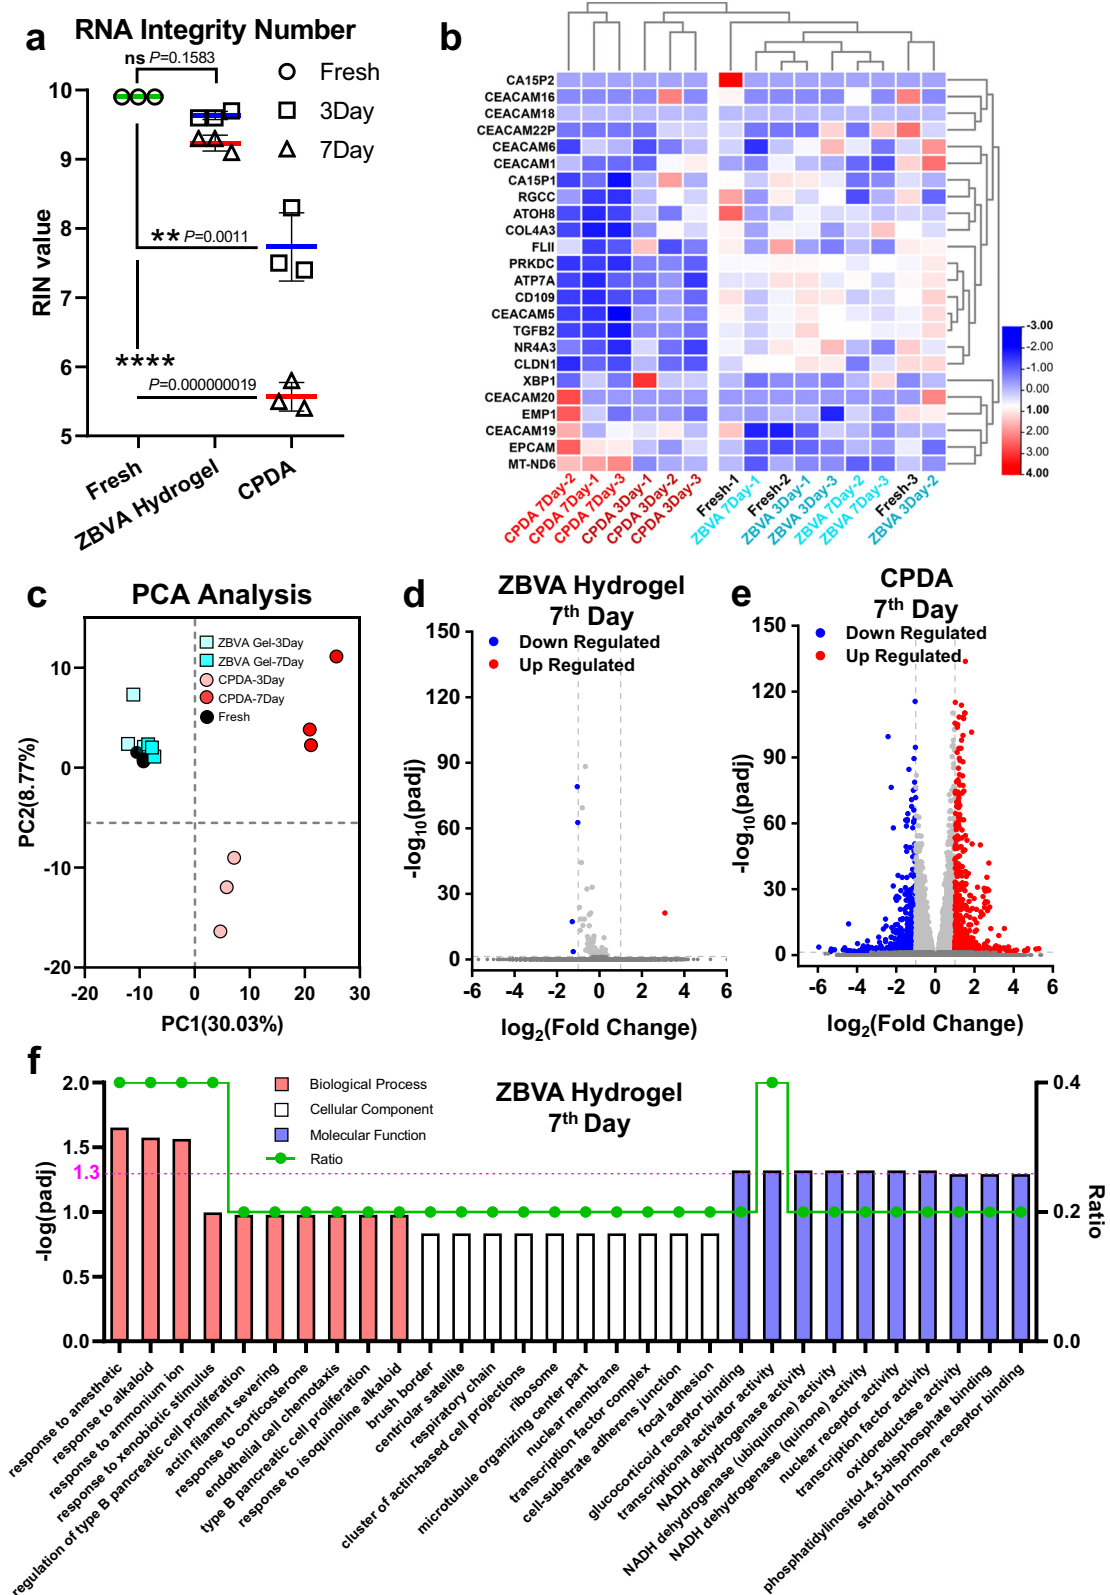 a
RNA Integrity Number
ns P=0.1583
Fresh
3Day
7Day
10
9
8
7
6
5
RIN value
** P=0.0011
****
P=0.000000019
Fresh
ZBVA Hydrogel
CPDA
b
CA15P2
CEACAM16
CEACAM18
CEACAM22P
CEACAM6
CEACAM1
CA15P1
RGCC
ATOH8
COL4A3
FLII
PRKDC
ATP7A
CD109
CEACAM5
TGFB2
NR4A3
CLDN1
XBP1
CEACAM20
EMP1
CEACAM19
EPCAM
MT-ND6
-3.00
-2.00
-1.00
0.00
1.00
2.00
3.00
4.00
CPDA 7Day-2
CPDA 7Day-1
CPDA 7Day-3
CPDA 3Day-1
CPDA 3Day-2
CPDA 3Day-3
Fresh-1
ZBVA 7Day-1
Fresh-2
ZBVA 3Day-1
ZBVA 3Day-3
ZBVA 7Day-2
ZBVA 7Day-3
Fresh-3
ZBVA 3Day-2
c
PCA Analysis
ZBVA Gel-3Day
ZBVA Gel-7Day
CPDA-3Day
CPDA-7Day
Fresh
10
0
-10
-20
PC2(8.77%)
-20 -10 0 10 20 30
PC1(30.03%)
d
ZBVA Hydrogel
7th Day
Down Regulated
Up Regulated
150
120
90
60
30
0
-log10(padj)
-6 -4 -2 0 2 4 6
log2(Fold Change)
e
CPDA
7th Day
Down Regulated
Up Regulated
150
120
90
60
30
0
-log10(padj)
-6 -4 -2 0 2 4 6
log2(Fold Change)
f
ZBVA Hydrogel
7th Day
Biological Process
Cellular Component
Molecular Function
Ratio
2.0
1.5
1.3
1.0
0.5
0.0
-log(padj)
0.4
0.2
0.0
Ratio
response to anesthetic
response to alkaloid
response to ammonium ion
response to xenobiotic stimulus
regulation of type B pancreatic cell proliferation
actin filament severing
response to corticosterone
endothelial cell chemotaxis
type B pancreatic cell proliferation
response to isoquinoline alkaloid
brush border
centriolar satellite
respiratory chain
cluster of actin-based cell projections
ribosome
microtubule organizing center part
nuclear membrane
transcription factor complex
cell-substrate adherens junction
focal adhesion
glucocorticoid receptor binding
transcriptional activator activity
NADH dehydrogenase activity
NADH dehydrogenase (ubiquinone) activity
NADH dehydrogenase (quinone) activity
nuclear receptor activity
transcription factor activity
oxidoreductase activity
phosphatidylinositol-4,5-bisphosphate binding
steroid hormone receptor binding